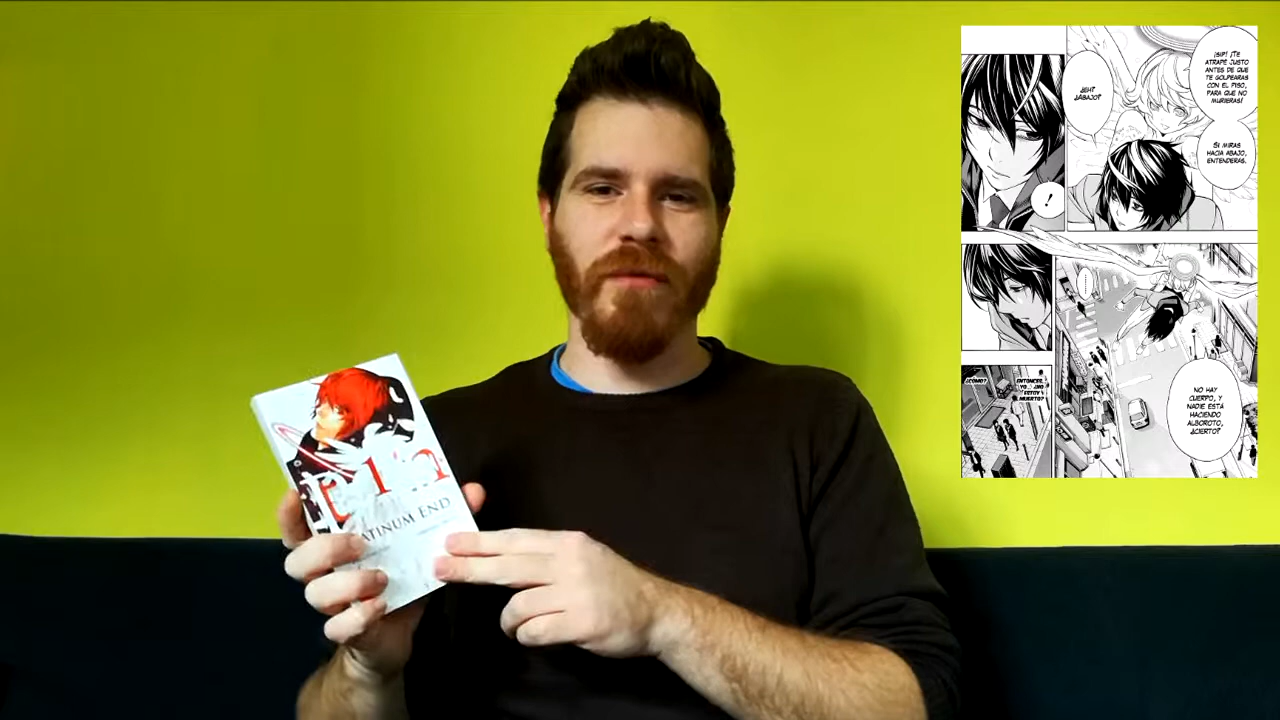 ¡SIP! ¡TE
ATRAPÉ JUSTO
ANTES DE QUE
TE GOLPEARAS
CON EL PISO,
PARA QUE NO
MURIERAS!
¿EH?
¿ABAJO?
SI MIRAS
HACIA ABAJO,
ENTENDERÁS.
!
¿CÓMO?
ENTONCES,
YO... ¿NO
ESTOY
MUERTO?
NO HAY
CUERPO, Y
NADIE ESTÁ
HACIENDO
ALBOROTO,
¿CIERTO?
ATINUM END